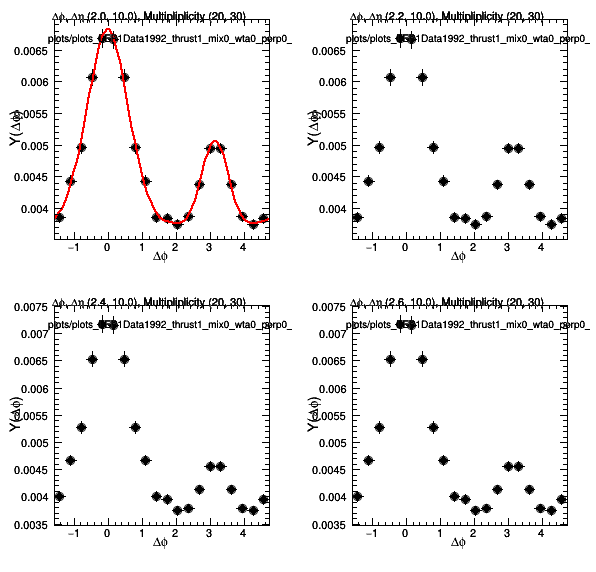 Δϕ, Δη (2.0, 10.0), Multipliplicity (20, 30)
Δϕ, Δη (2.2, 10.0), Multipliplicity (20, 30)
plots/plots_ Data1992_thrust1_mix0_wta0_perp0_
plots/plots_ Data1992_thrust1_mix0_wta0_perp0_
Y(Δϕ)
0.0065
0.006
0.0055
0.005
0.0045
0.004
−1 0 1 2 3 4
Δϕ
Y(Δϕ)
0.0065
0.006
0.0055
0.005
0.0045
0.004
−1 0 1 2 3 4
Δϕ
Δϕ, Δη (2.4, 10.0), Multipliplicity (20, 30)
Δϕ, Δη (2.6, 10.0), Multipliplicity (20, 30)
plots/plots_ Data1992_thrust1_mix0_wta0_perp0_
plots/plots_ Data1992_thrust1_mix0_wta0_perp0_
Y(Δϕ)
0.0075
0.007
0.0065
0.006
0.0055
0.005
0.0045
0.004
0.0035
−1 0 1 2 3 4
Δϕ
Y(Δϕ)
0.0075
0.007
0.0065
0.006
0.0055
0.005
0.0045
0.004
0.0035
−1 0 1 2 3 4
Δϕ